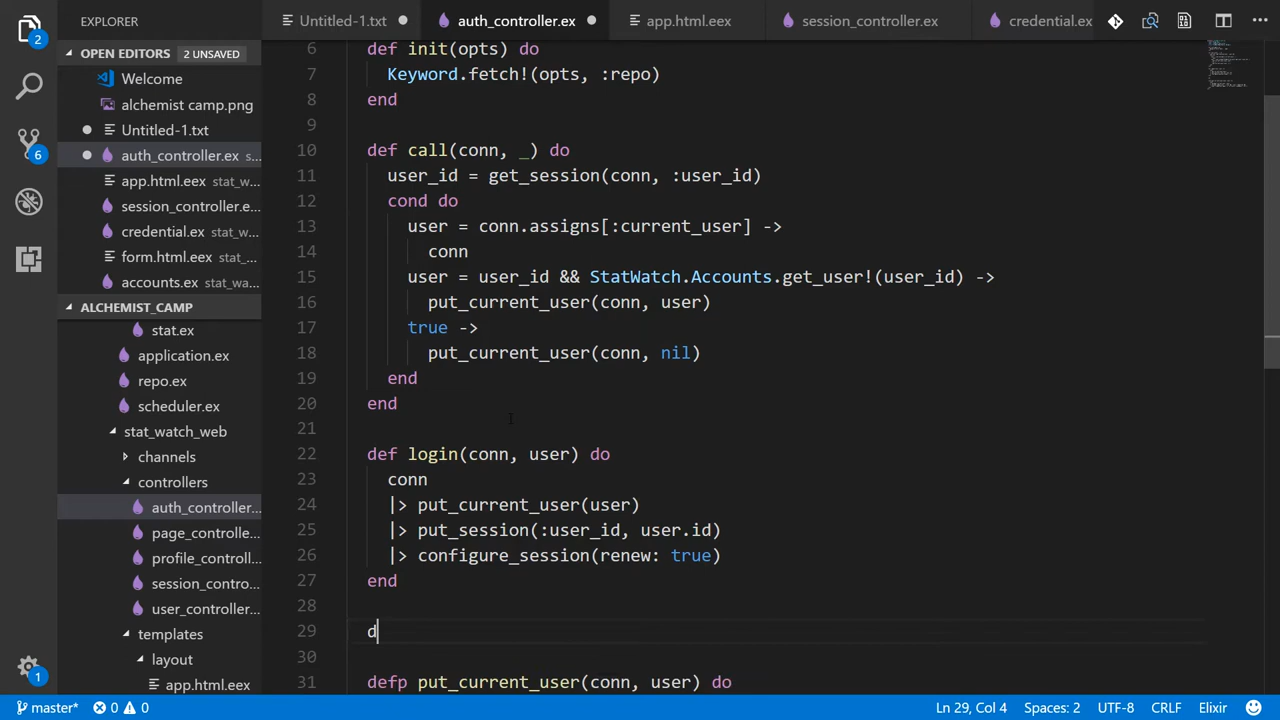 EXPLORER
Untitled-1.txt
auth_controller.ex
app.html.eex
session_controller.ex
credential.ex
2
OPEN EDITORS 2 UNSAVED
Welcome
alchemist camp.png
Untitled-1.txt
auth_controller.ex s...
app.html.eex stat_w...
session_controller.e...
credential.ex stat_w...
form.html.eex stat_...
accounts.ex stat_wa...
6
ALCHEMIST_CAMP
stat.ex
application.ex
repo.ex
scheduler.ex
stat_watch_web
channels
controllers
auth_controller...
page_controlle...
profile_controll...
session_contro...
user_controller...
templates
layout
app.html.eex
1
6 def init(opts) do
7 Keyword.fetch!(opts, :repo)
8 end
9
10 def call(conn, _) do
11 user_id = get_session(conn, :user_id)
12 cond do
13 user = conn.assigns[:current_user] ->
14 conn
15 user = user_id && StatWatch.Accounts.get_user!(user_id) ->
16 put_current_user(conn, user)
17 true ->
18 put_current_user(conn, nil)
19 end
20 end
21
22 def login(conn, user) do
23 conn
24 |> put_current_user(user)
25 |> put_session(:user_id, user.id)
26 |> configure_session(renew: true)
27 end
28
29 d
30
31 defp put_current_user(conn, user) do
master* 0 0 Ln 29, Col 4 Spaces: 2 UTF-8 CRLF Elixir